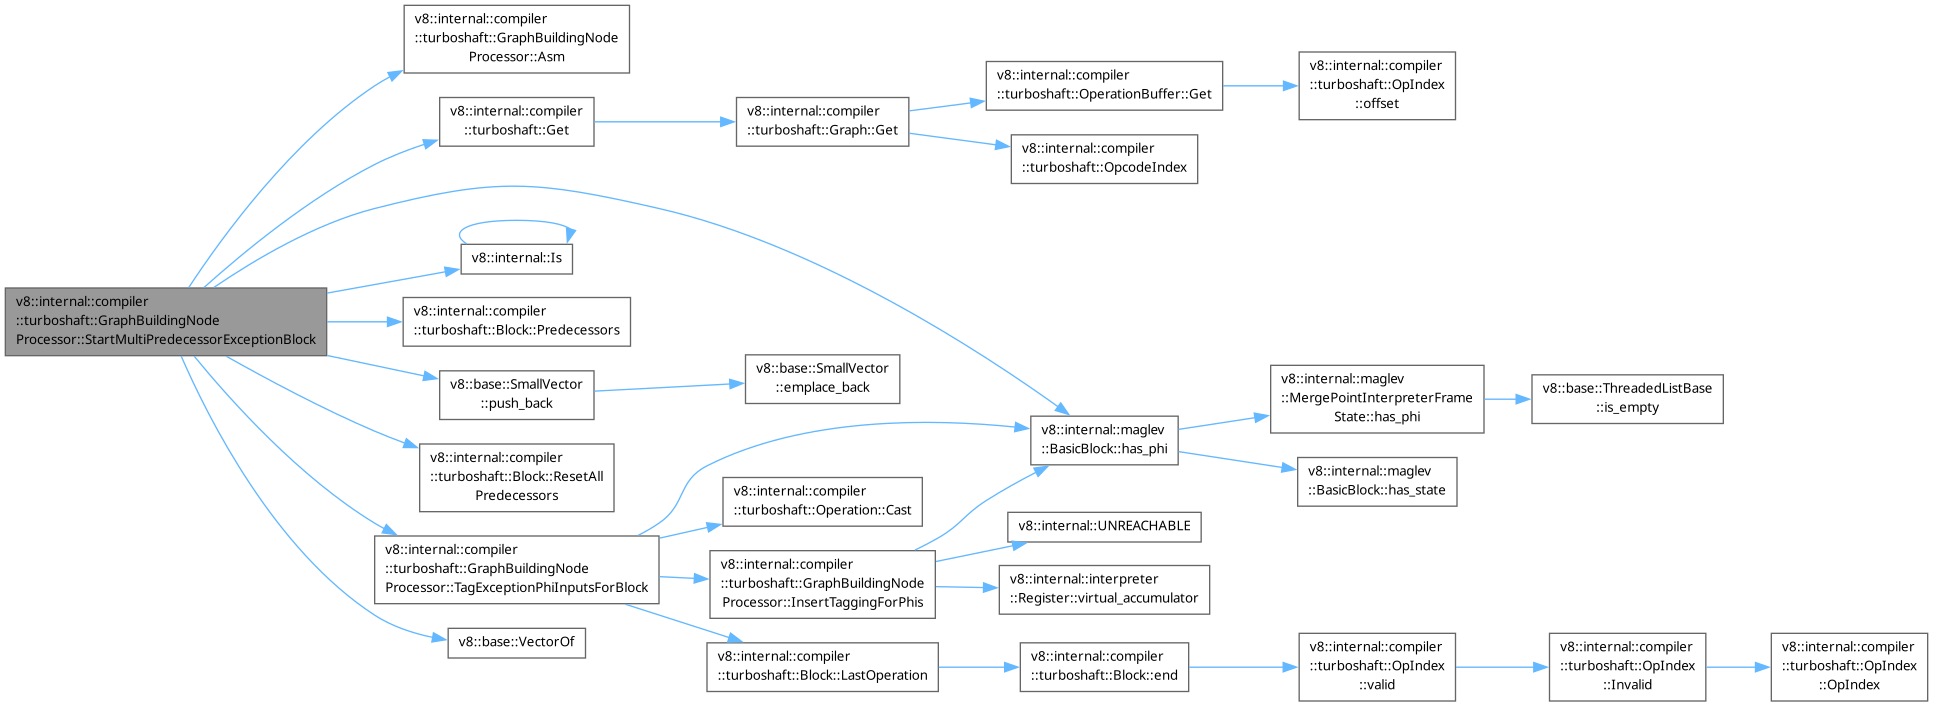 v8::internal::compiler
::turboshaft::GraphBuildingNode
Processor::StartMultiPredecessorExceptionBlock
v8::internal::compiler
::turboshaft::GraphBuildingNode
Processor::Asm
v8::internal::compiler
::turboshaft::Get
v8::internal::compiler
::turboshaft::Graph::Get
v8::internal::compiler
::turboshaft::OperationBuffer::Get
v8::internal::compiler
::turboshaft::OpIndex
::offset
v8::internal::compiler
::turboshaft::OpcodeIndex
v8::internal::Is
v8::internal::compiler
::turboshaft::Block::Predecessors
v8::base::SmallVector
::push_back
v8::base::SmallVector
::emplace_back
v8::internal::compiler
::turboshaft::Block::ResetAll
Predecessors
v8::internal::maglev
::BasicBlock::has_phi
v8::internal::maglev
::MergePointInterpreterFrame
State::has_phi
v8::base::ThreadedListBase
::is_empty
v8::internal::maglev
::BasicBlock::has_state
v8::internal::compiler
::turboshaft::GraphBuildingNode
Processor::TagExceptionPhiInputsForBlock
v8::internal::compiler
::turboshaft::Operation::Cast
v8::internal::compiler
::turboshaft::GraphBuildingNode
Processor::InsertTaggingForPhis
v8::internal::UNREACHABLE
v8::internal::interpreter
::Register::virtual_accumulator
v8::internal::compiler
::turboshaft::Block::LastOperation
v8::internal::compiler
::turboshaft::Block::end
v8::internal::compiler
::turboshaft::OpIndex
::valid
v8::internal::compiler
::turboshaft::OpIndex
::Invalid
v8::internal::compiler
::turboshaft::OpIndex
::OpIndex
v8::base::VectorOf